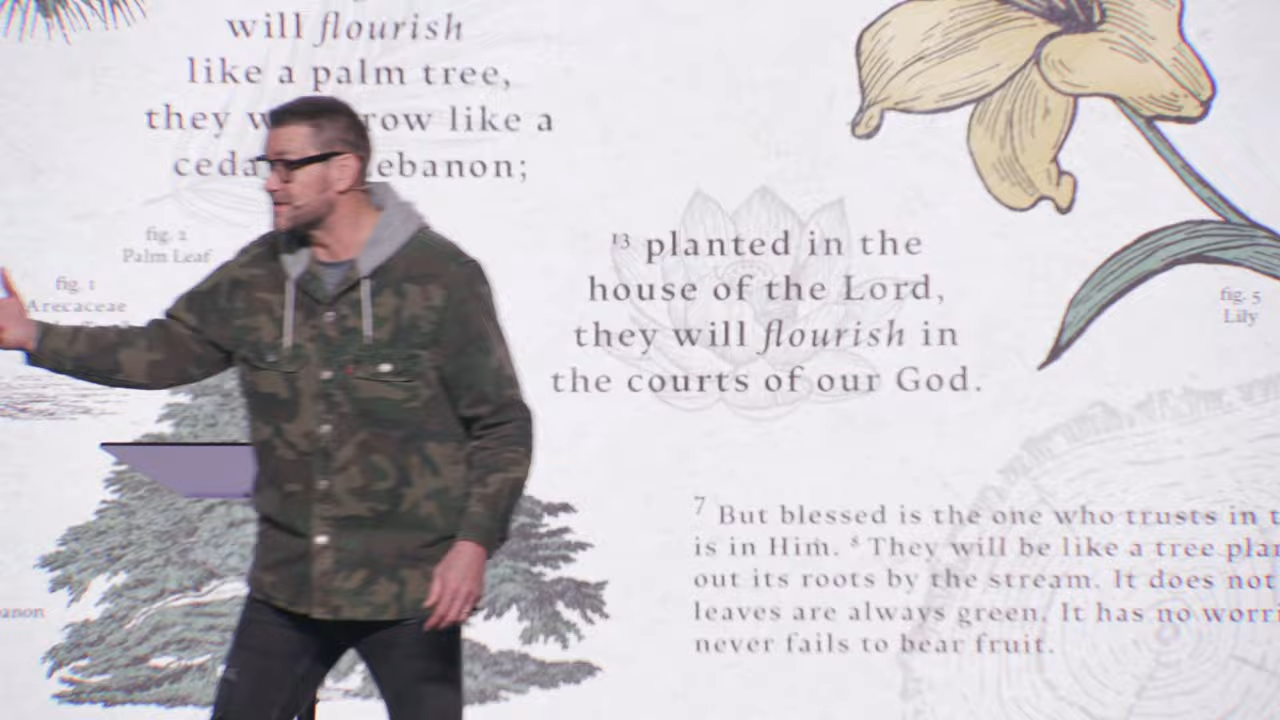 will flourish
like a palm tree,
they row like a
ceda ebanon;
fig. 2
Palm Leaf
fig. 1
Arecaceae
13 planted in the
house of the Lord,
they will flourish in
the courts of our God.
fig. 5
Lily
7 But blessed is the one who trusts in t
is in Him. 8 They will be like a tree plan
out its roots by the stream. It does not
leaves are always green. It has no worri
never fails to bear fruit.
banon